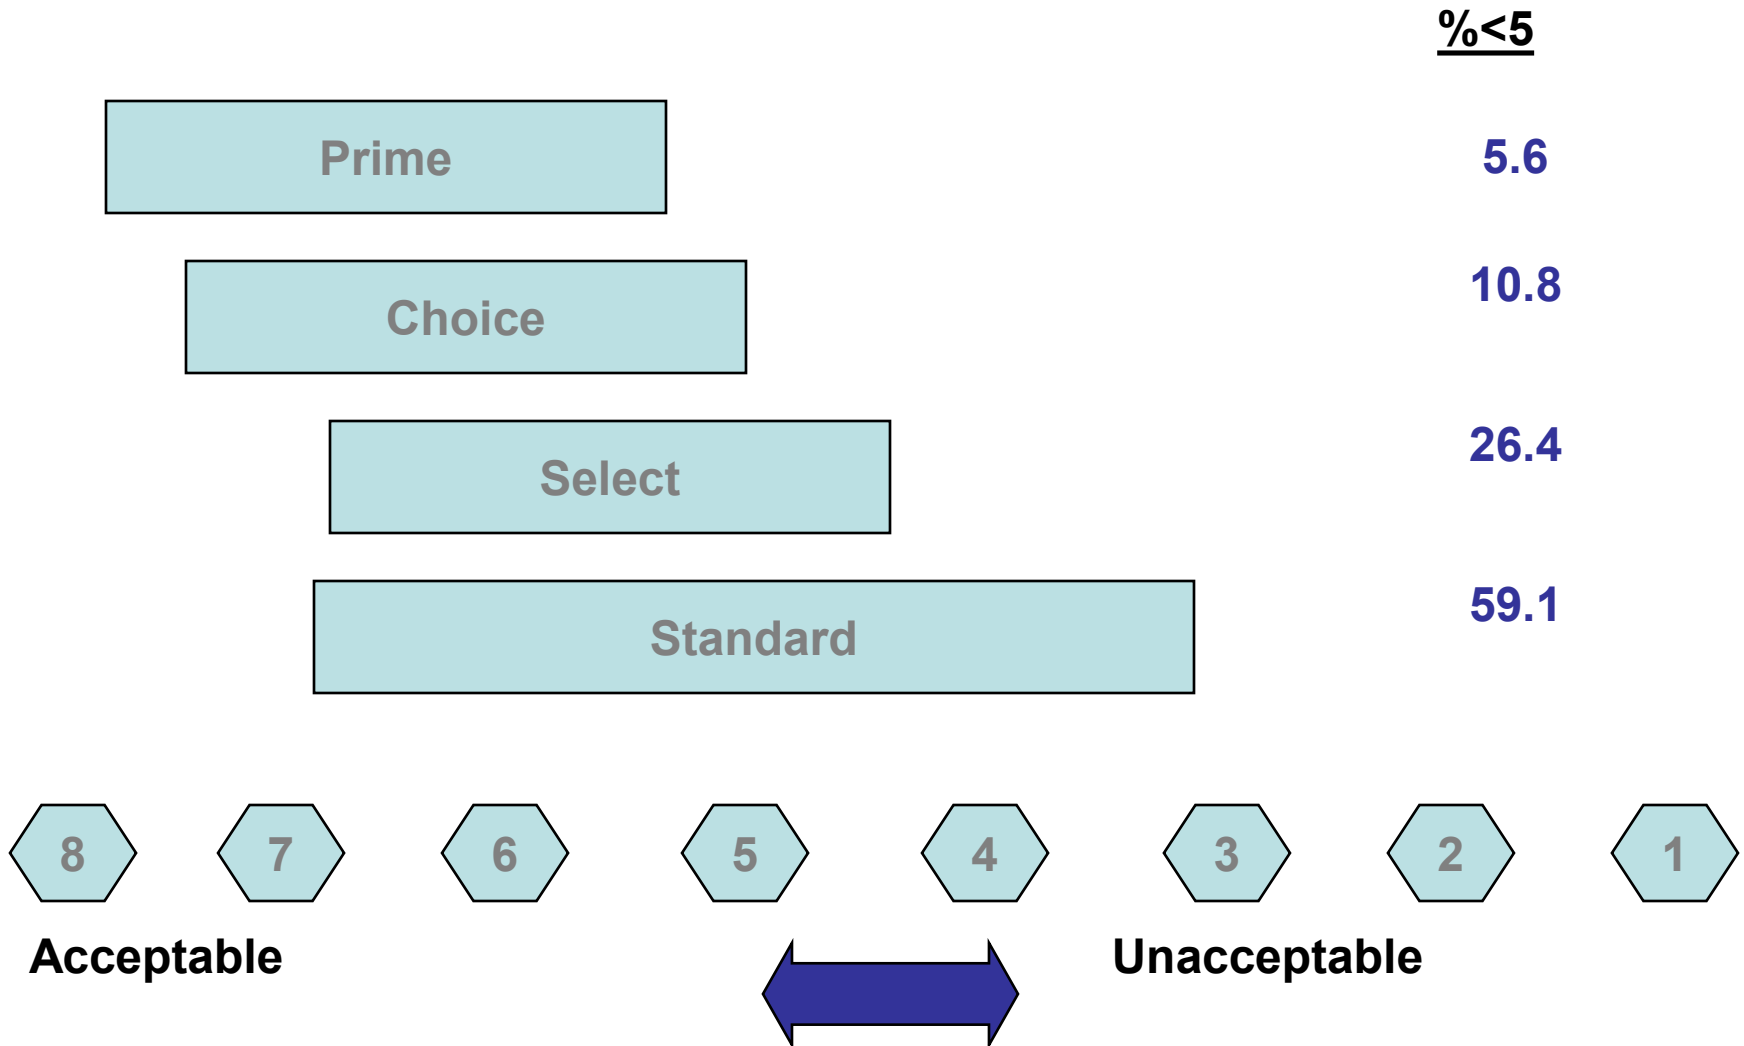 %<5
Prime 5.6
Choice 10.8
Select 26.4
Standard 59.1
8 7 6 5 4 3 2 1
Acceptable Unacceptable